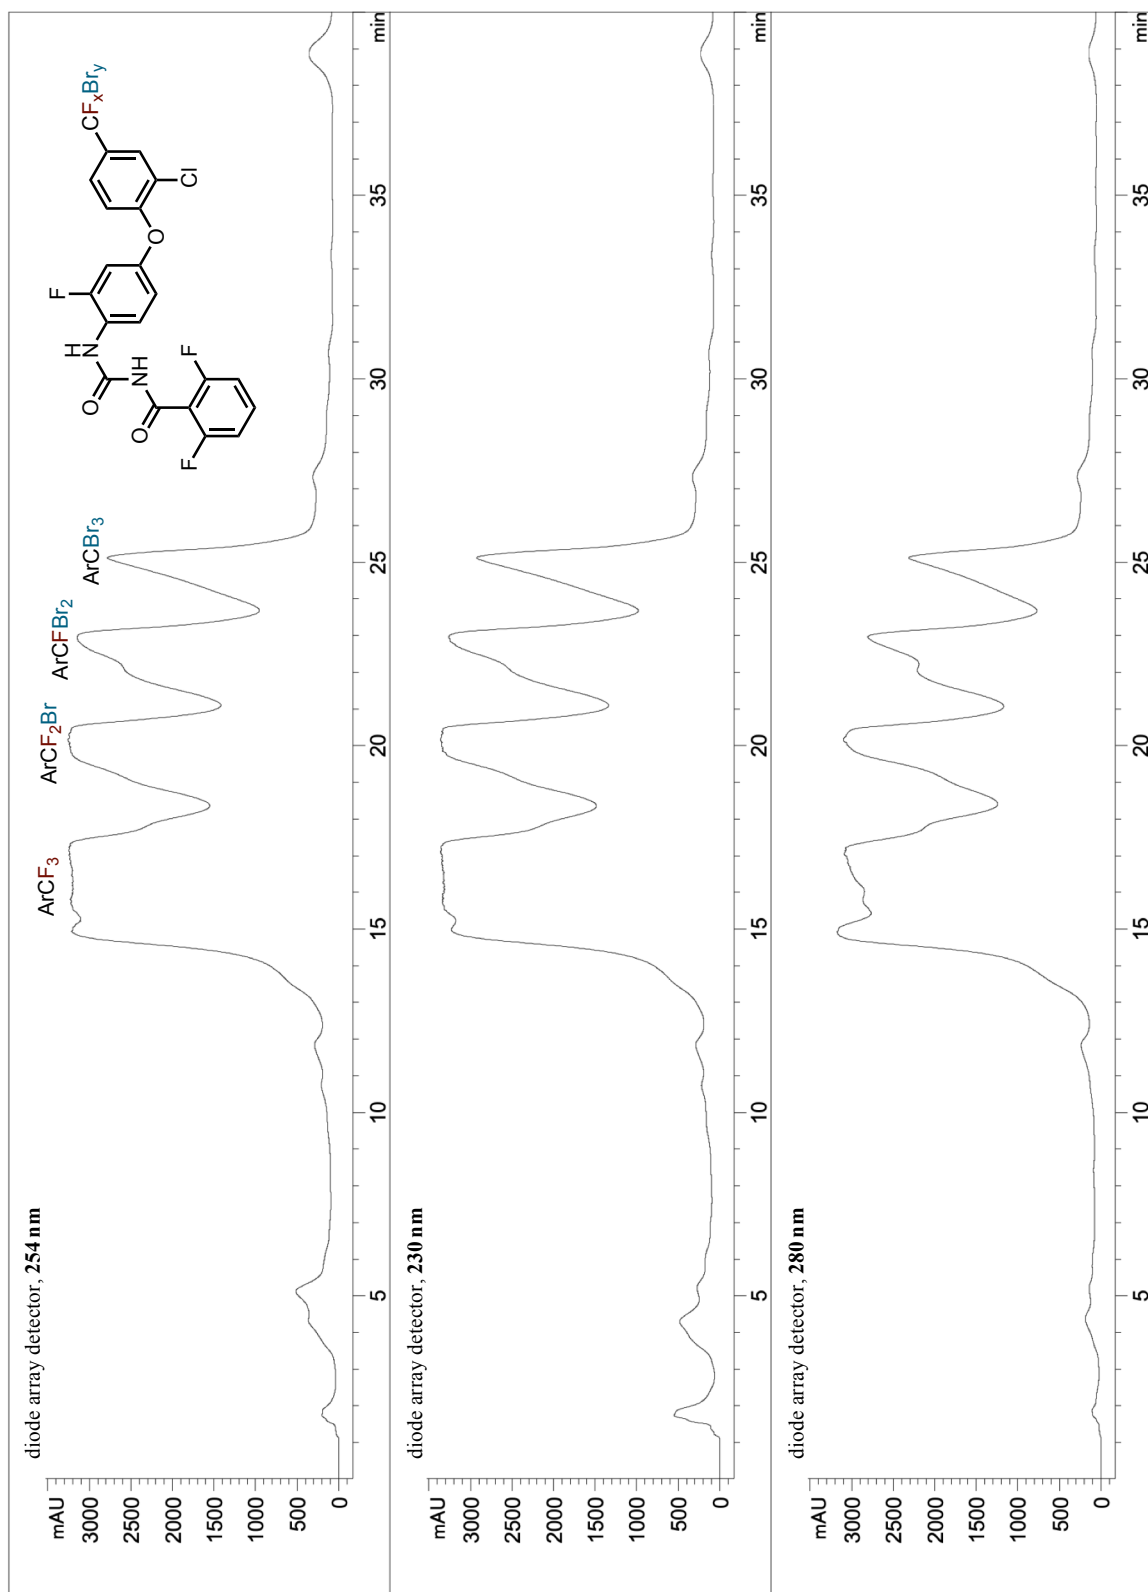 diode array detector, 254 nm
mAU
3000
2500
2000
1500
1000
500
0
5
10
15
20
25
30
35
min
ArCF3
ArCF2Br
ArCFBr2
ArCBr3
O
O
H
N
NH
F
F
F
O
Cl
CFxBry
diode array detector, 230 nm
mAU
3000
2500
2000
1500
1000
500
0
5
10
15
20
25
30
35
min
diode array detector, 280 nm
mAU
3000
2500
2000
1500
1000
500
0
5
10
15
20
25
30
35
min